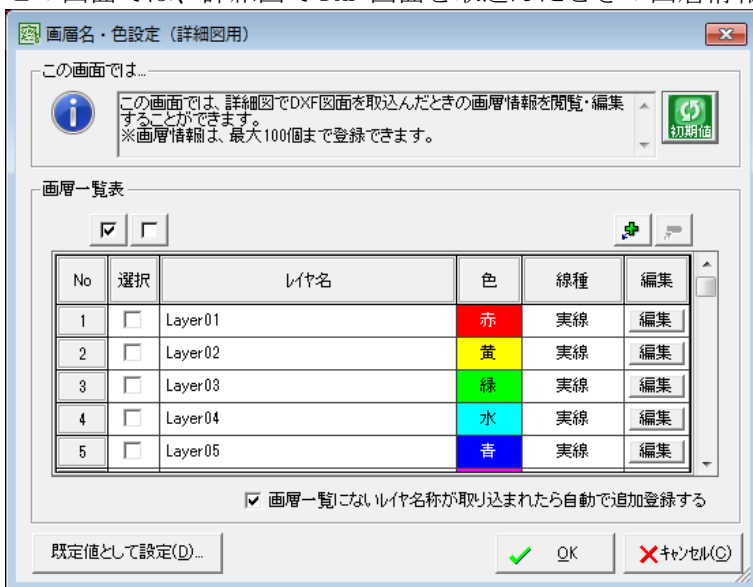 画層名・色設定（詳細図用）
この画面では...
この画面では、詳細図でDXF図面を取込んだときの画層情報を閲覧・編集
することができます。
※画層情報は、最大100個まで登録できます。
初期値
画層一覧表
No 選択 レイヤ名 色 線種 編集
1 Layer01 赤 実線 編集
2 Layer02 黄 実線 編集
3 Layer03 緑 実線 編集
4 Layer04 水 実線 編集
5 Layer05 青 実線 編集
画層一覧にないレイヤ名称が取り込まれたら自動で追加登録する
既定値として設定(D)... OK キャンセル(C)